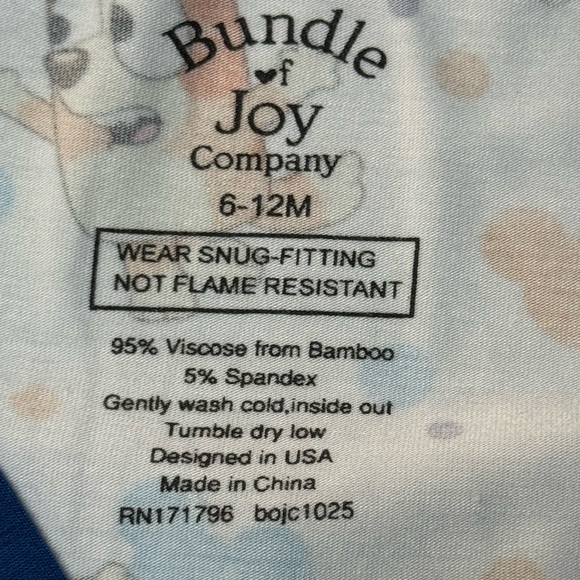 Bundle
of
Joy
Company
6-12M
WEAR SNUG-FITTING
NOT FLAME RESISTANT
95% Viscose from Bamboo
5% Spandex
Gently wash cold,inside out
Tumble dry low
Designed in USA
Made in China
RN171796 bojc1025